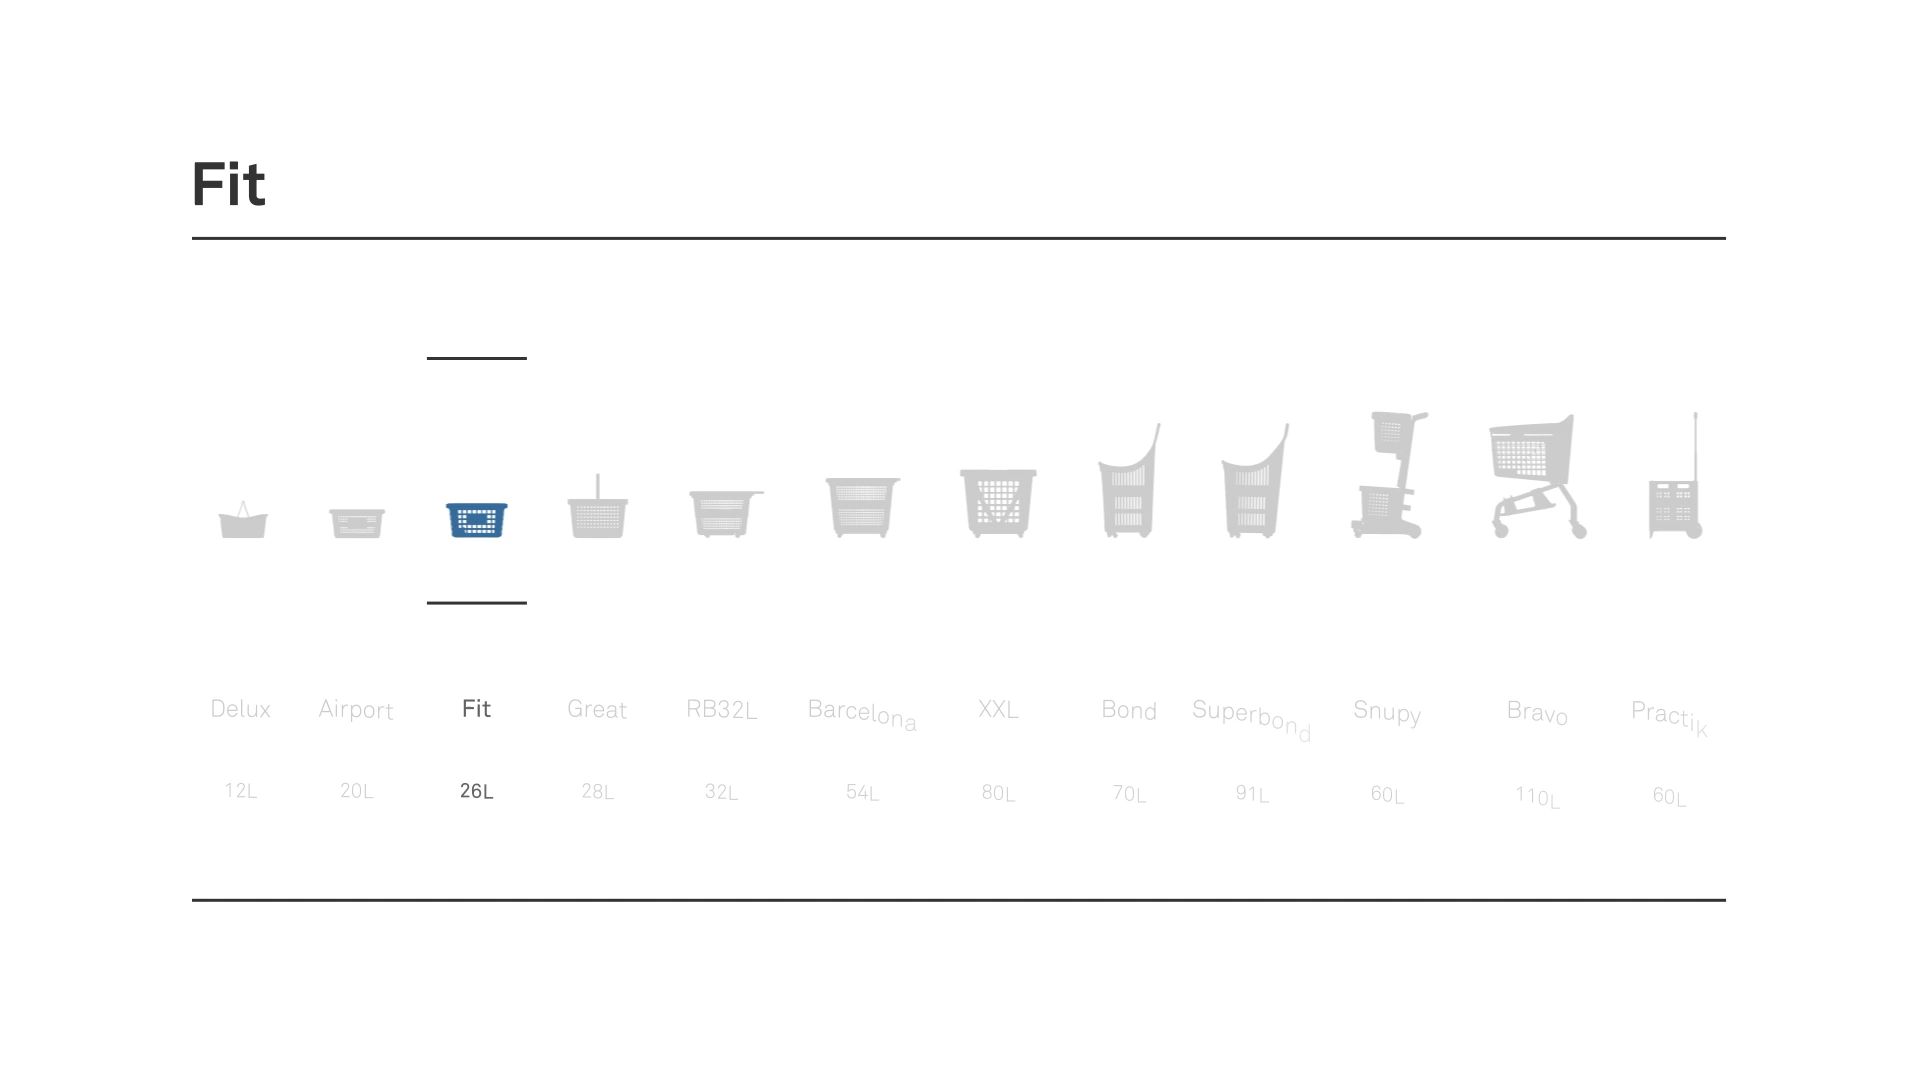 Fit
Delux Airport Fit Great RB32L Barcelona XXL Bond Superbond Snupy Bravo Practik
12L 20L 26L 28L 32L 54L 80L 70L 91L 60L 110L 60L